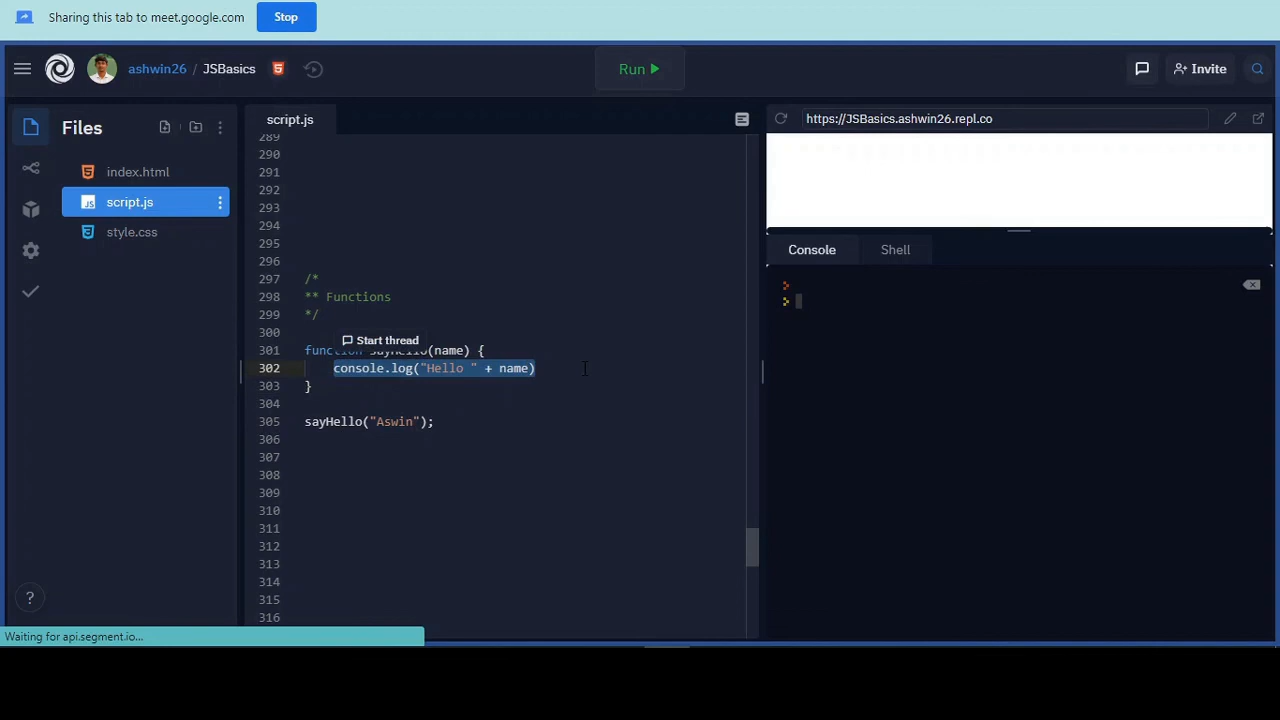 Sharing this tab to meet.google.com Stop
ashwin26 / JSBasics Run Invite
Files script.js https://JSBasics.ashwin26.repl.co
index.html
script.js
style.css
Console Shell
289
290
291
292
293
294
295
296
297 /*
298 ** Functions
299 */
300
Start thread
301 function sayHello(name) {
302 console.log("Hello " + name)
303 }
304
305 sayHello("Aswin");
306
307
308
309
310
311
312
313
314
315
316
?
Waiting for api.segment.io...